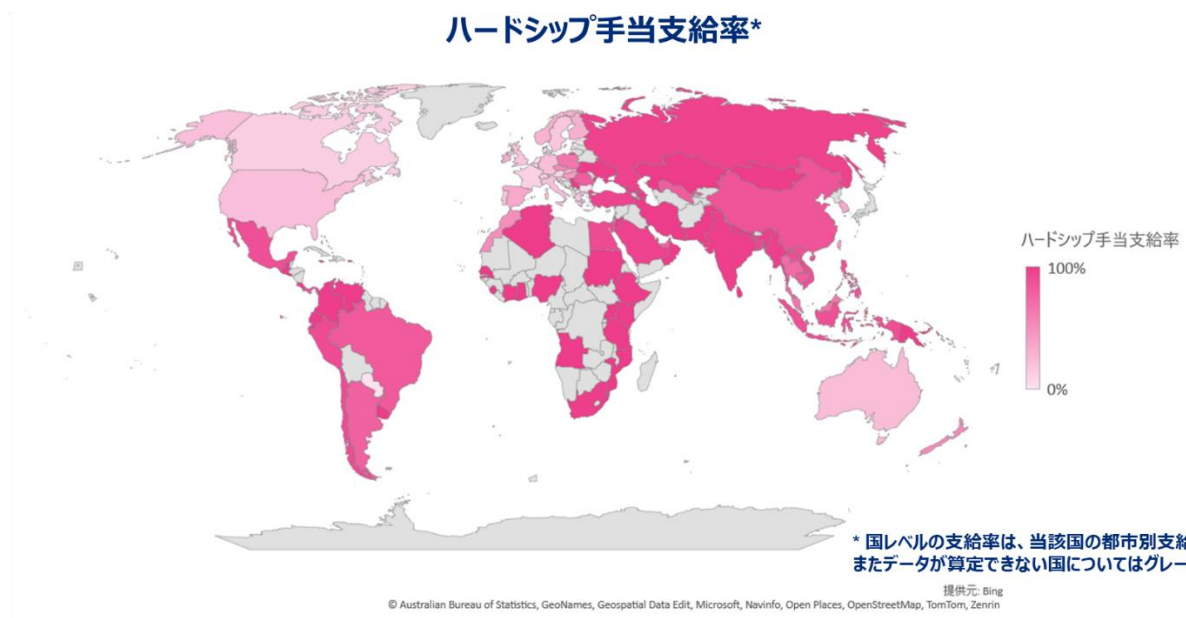 ハードシップ手当支給率*
ハードシップ手当支給率
100%
0%
* 国レベルの支給率は、当該国の都市別支給
またデータが算定できない国についてはグレー
提供元: Bing
© Australian Bureau of Statistics, GeoNames, Geospatial Data Edit, Microsoft, Navinfo, Open Places, OpenStreetMap, TomTom, Zenrin